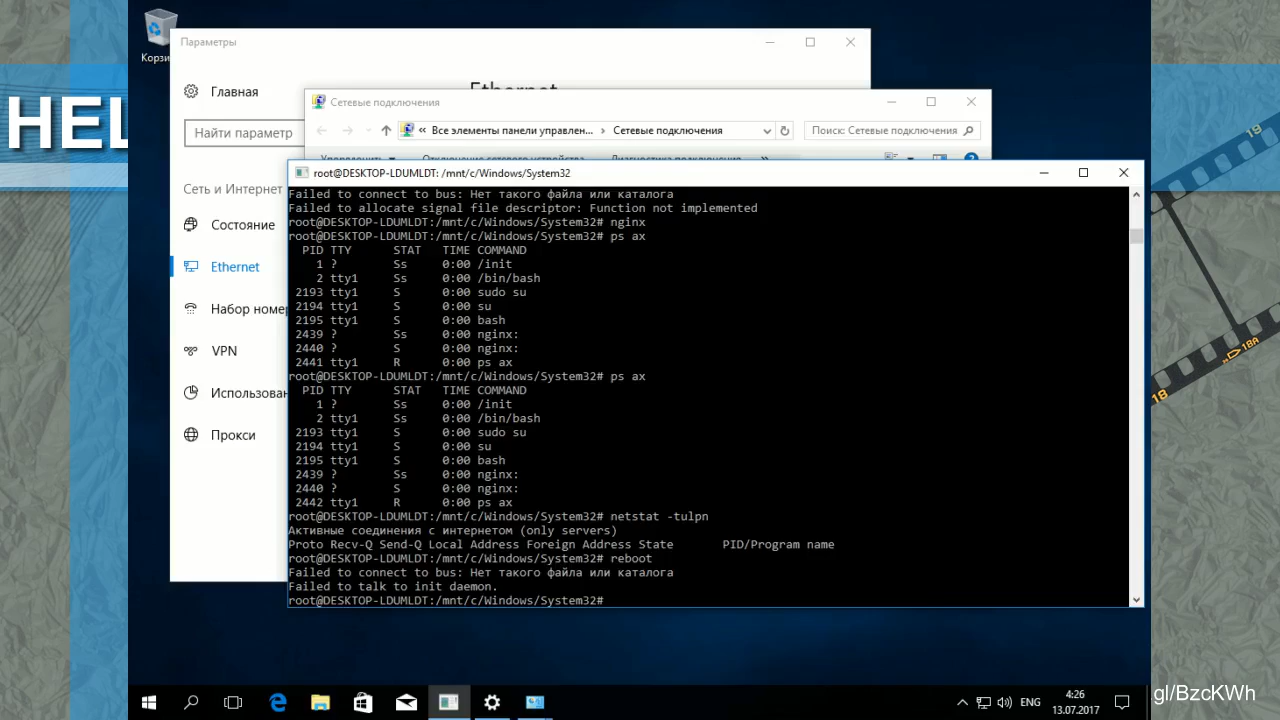 Корзи
HEL
Параметры
Главная
Найти параметр
Сеть и Интернет
Состояние
Ethernet
Набор номе
VPN
Использован
Прокси
Ethernet
Сетевые подключения
« Все элементы панели управлен... › Сетевые подключения
Поиск: Сетевые подключения
Упорядочить Отключение сетевого устройства Диагностика подключения »
root@DESKTOP-LDUMLDT: /mnt/c/Windows/System32
Failed to connect to bus: Нет такого файла или каталога
Failed to allocate signal file descriptor: Function not implemented
root@DESKTOP-LDUMLDT:/mnt/c/Windows/System32# nginx
root@DESKTOP-LDUMLDT:/mnt/c/Windows/System32# ps ax
PID TTY STAT TIME COMMAND
1 ? Ss 0:00 /init
2 tty1 Ss 0:00 /bin/bash
2193 tty1 S 0:00 sudo su
2194 tty1 S 0:00 su
2195 tty1 S 0:00 bash
2439 ? Ss 0:00 nginx:
2440 ? S 0:00 nginx:
2441 tty1 R 0:00 ps ax
root@DESKTOP-LDUMLDT:/mnt/c/Windows/System32# ps ax
PID TTY STAT TIME COMMAND
1 ? Ss 0:00 /init
2 tty1 Ss 0:00 /bin/bash
2193 tty1 S 0:00 sudo su
2194 tty1 S 0:00 su
2195 tty1 S 0:00 bash
2439 ? Ss 0:00 nginx:
2440 ? S 0:00 nginx:
2442 tty1 R 0:00 ps ax
root@DESKTOP-LDUMLDT:/mnt/c/Windows/System32# netstat -tulpn
Активные соединения с интернетом (only servers)
Proto Recv-Q Send-Q Local Address Foreign Address State PID/Program name
root@DESKTOP-LDUMLDT:/mnt/c/Windows/System32# reboot
Failed to connect to bus: Нет такого файла или каталога
Failed to talk to init daemon.
root@DESKTOP-LDUMLDT:/mnt/c/Windows/System32#
19
18A
18
ENG
4:26
13.07.2017
gl/BzcKWh